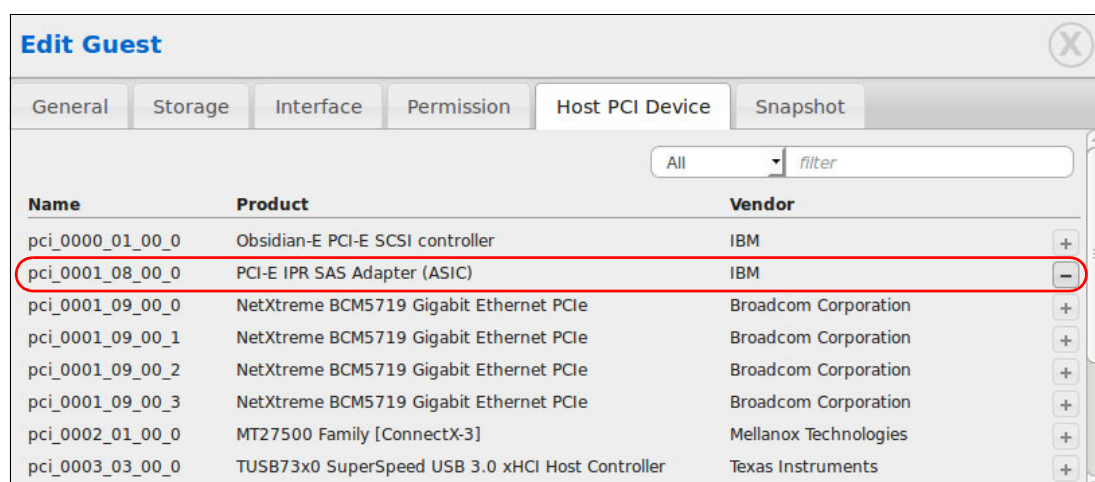 Edit Guest
X
General Storage Interface Permission Host PCI Device Snapshot
All filter
Name Product Vendor
pci_0000_01_00_0 Obsidian-E PCI-E SCSI controller IBM +
pci_0001_08_00_0 PCI-E IPR SAS Adapter (ASIC) IBM −
pci_0001_09_00_0 NetXtreme BCM5719 Gigabit Ethernet PCIe Broadcom Corporation +
pci_0001_09_00_1 NetXtreme BCM5719 Gigabit Ethernet PCIe Broadcom Corporation +
pci_0001_09_00_2 NetXtreme BCM5719 Gigabit Ethernet PCIe Broadcom Corporation +
pci_0001_09_00_3 NetXtreme BCM5719 Gigabit Ethernet PCIe Broadcom Corporation +
pci_0002_01_00_0 MT27500 Family [ConnectX-3] Mellanox Technologies +
pci_0003_03_00_0 TUSB73x0 SuperSpeed USB 3.0 xHCI Host Controller Texas Instruments +